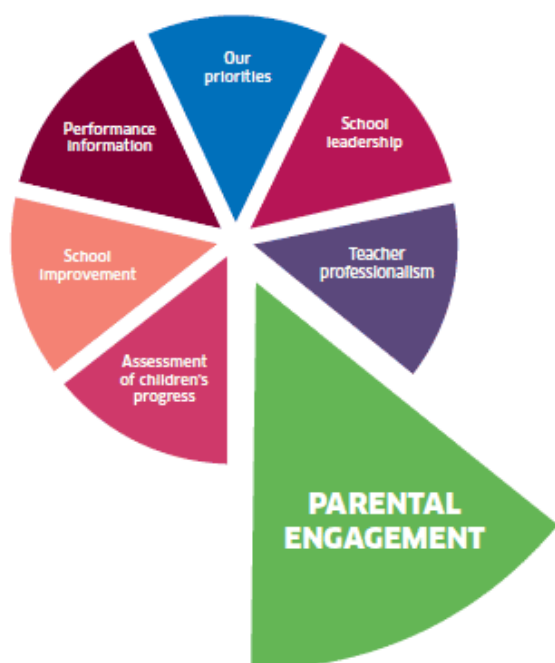 Our
priorities
School
leadership
Teacher
professionalism
PARENTAL
ENGAGEMENT
Assessment
of children's
progress
School
improvement
Performance
information